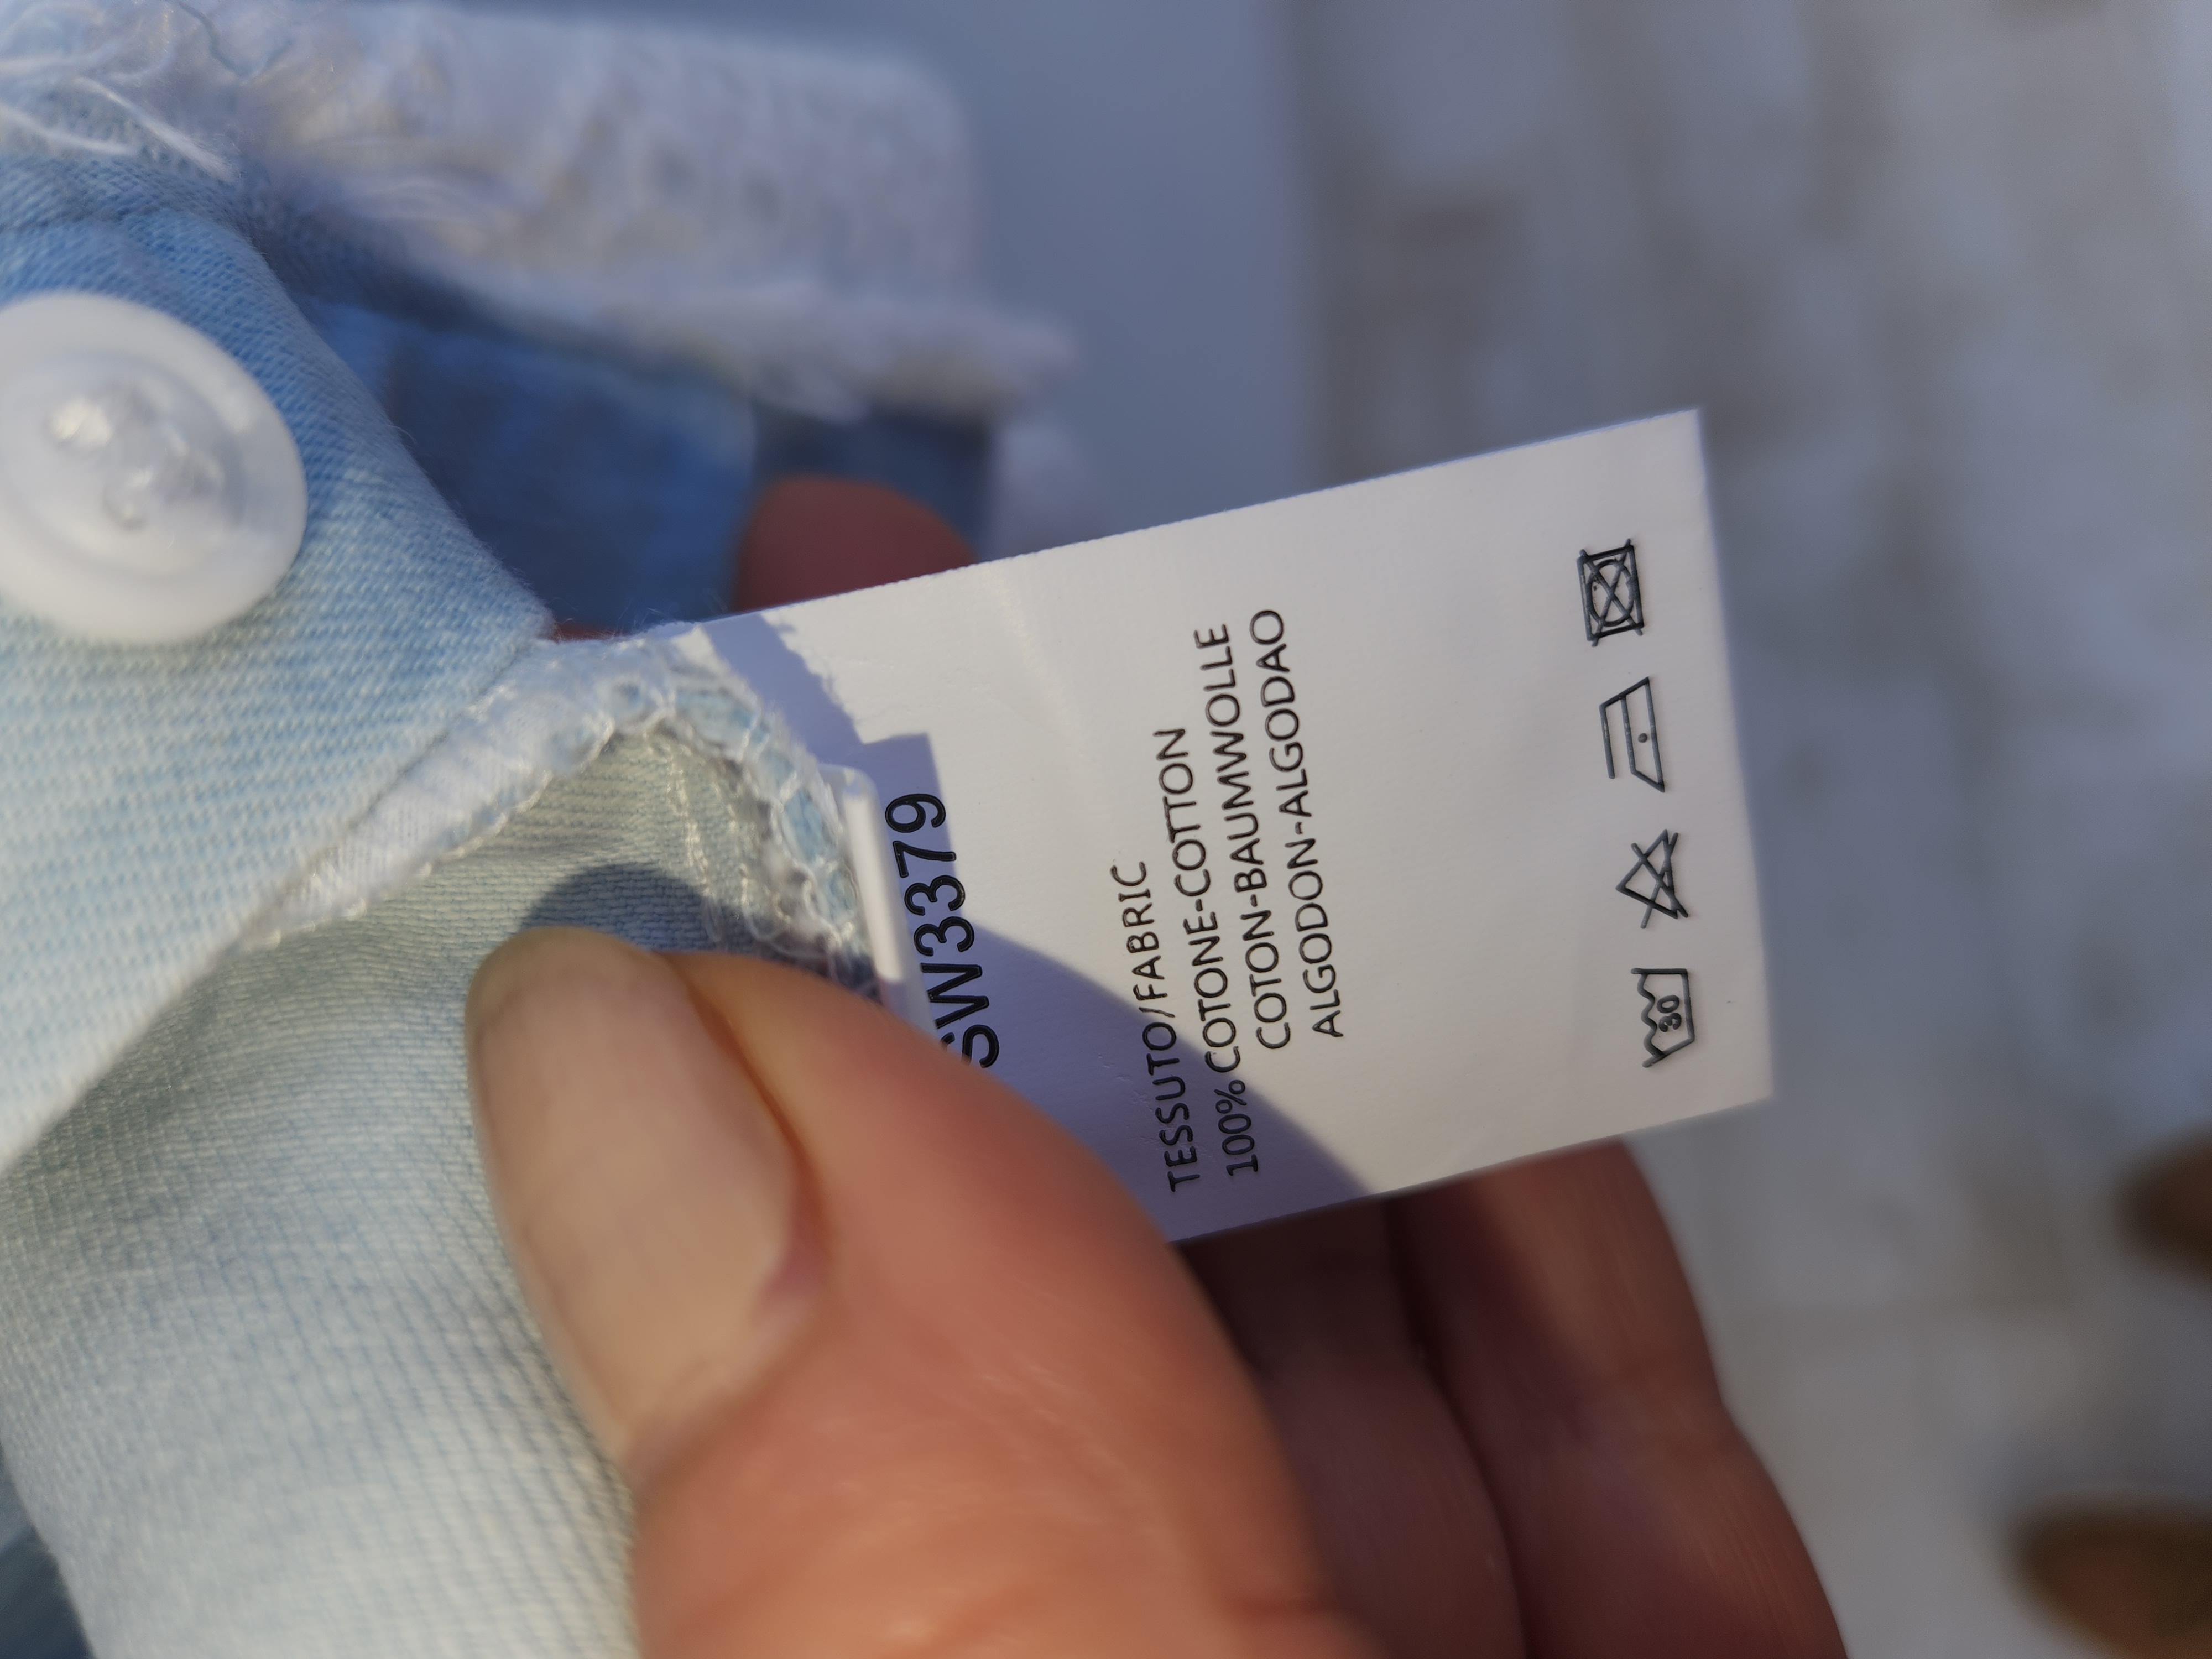 SW3379
TESSUTO/FABRIC
100% COTONE-COTTON
COTON-BAUMWOLLE
ALGODON-ALGODAO
30